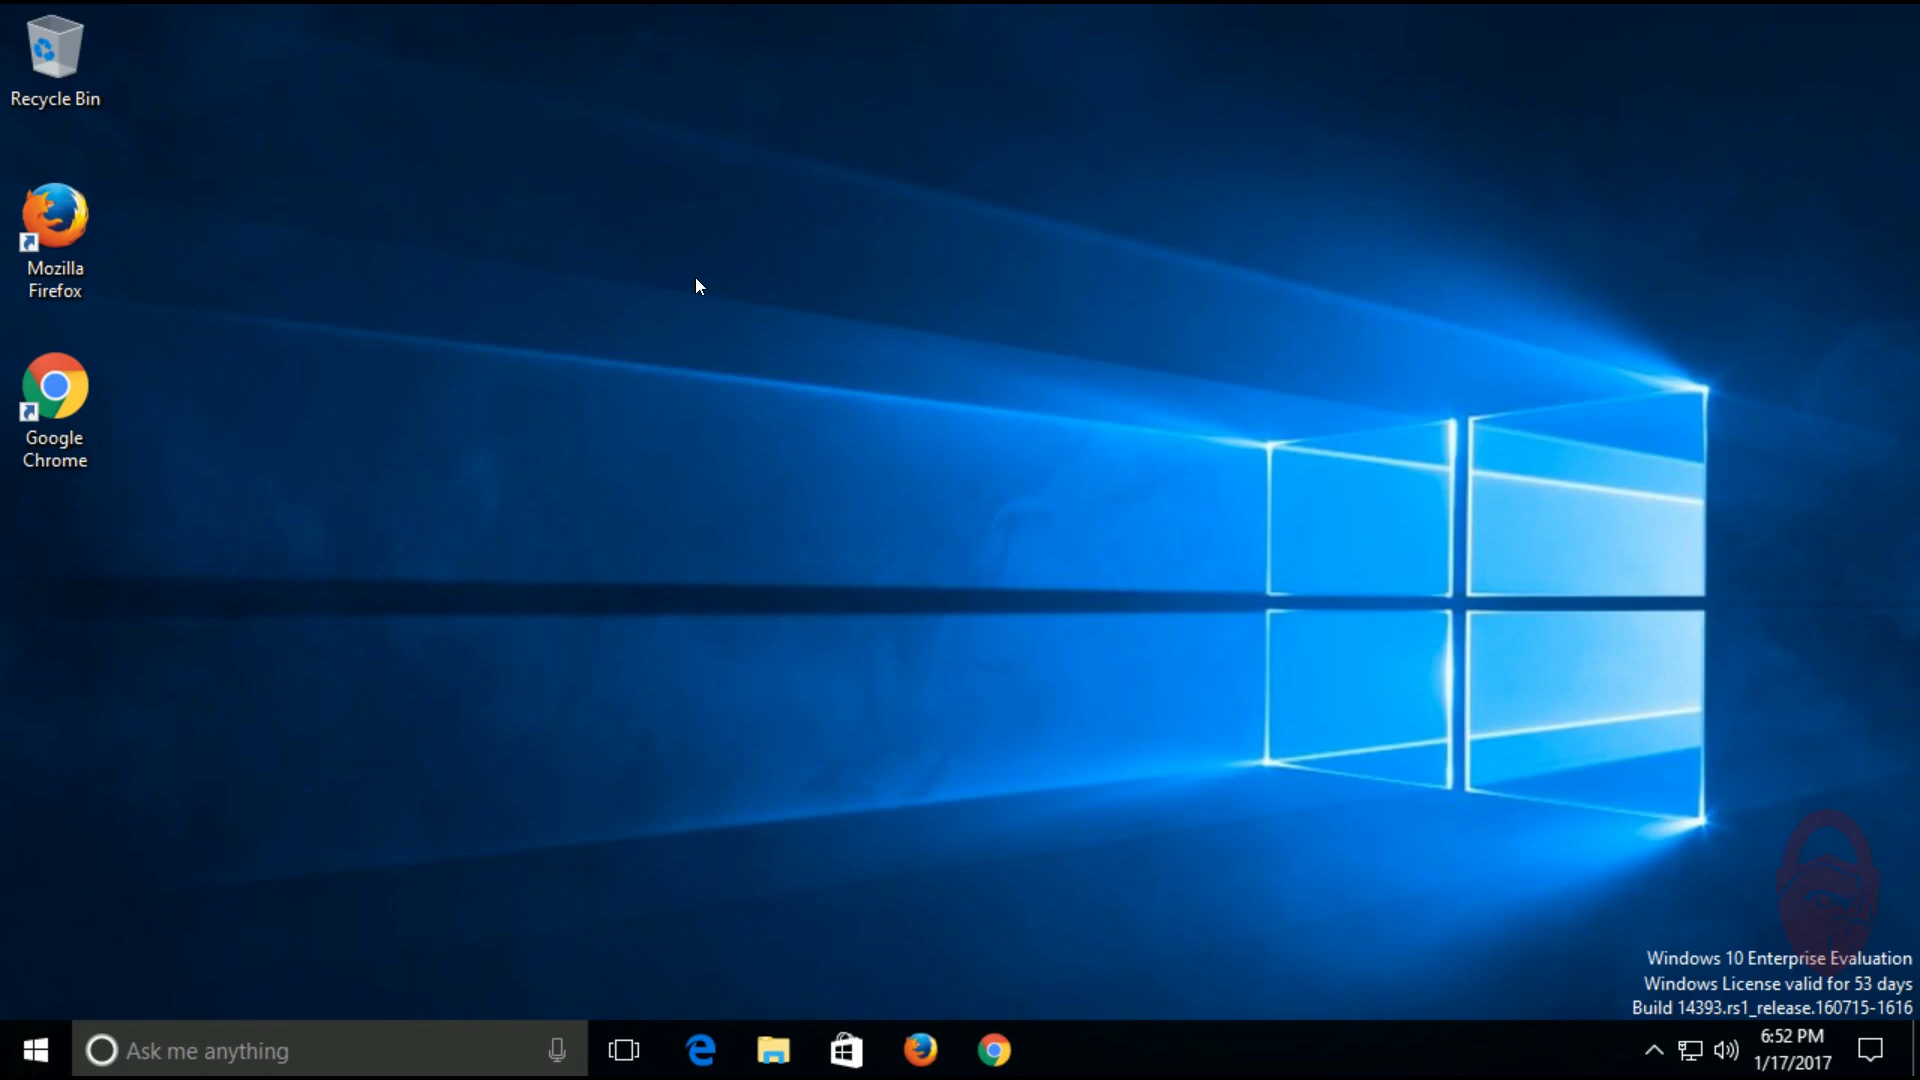 Recycle Bin
Mozilla
Firefox
Google
Chrome
Windows 10 Enterprise Evaluation
Windows License valid for 53 days
Build 14393.rs1_release.160715-1616
Ask me anything
6:52 PM
1/17/2017